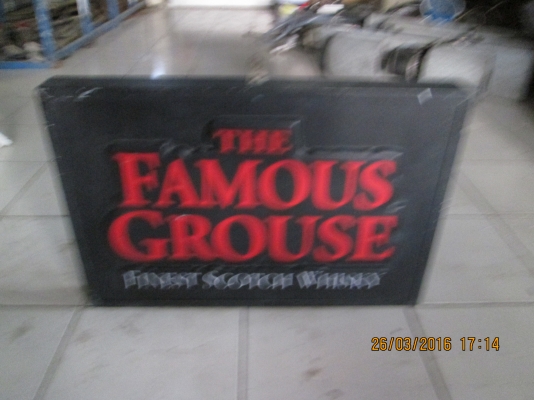 THE
FAMOUS
GROUSE
FINEST SCOTCH WHISKY
26/03/2016 17:14